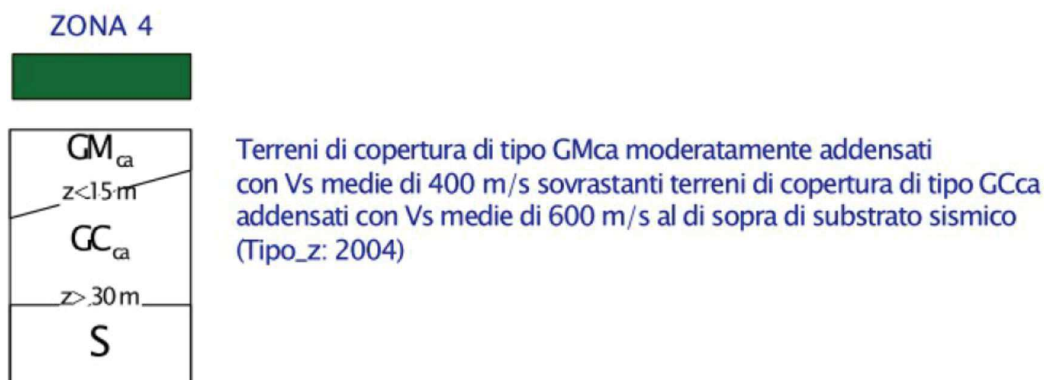 ZONA 4
GMca
z<15 m
GCca
z>30 m
S
Terreni di copertura di tipo GMca moderatamente addensati
con Vs medie di 400 m/s sovrastanti terreni di copertura di tipo GCca
addensati con Vs medie di 600 m/s al di sopra di substrato sismico
(Tipo_z: 2004)